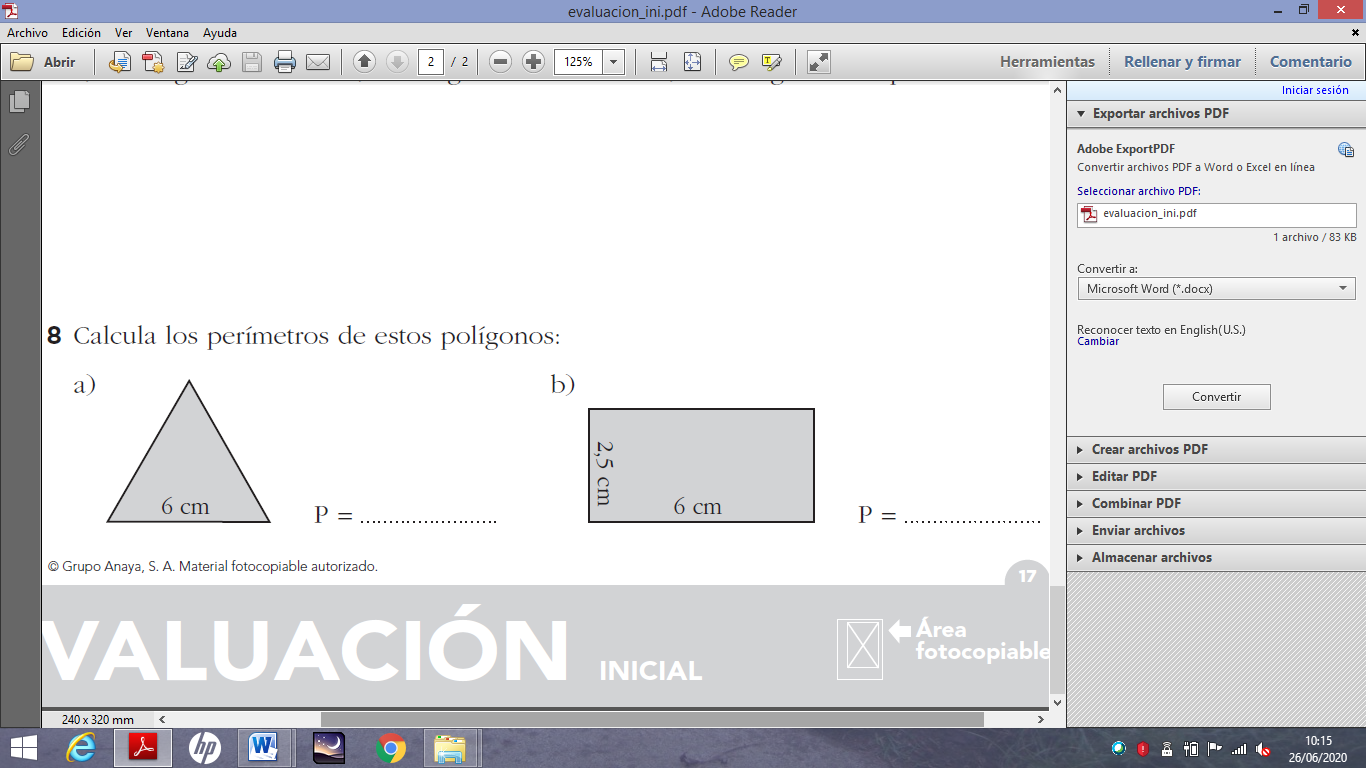 evaluacion_ini.pdf - Adobe Reader
Archivo Edición Ver Ventana Ayuda
Abrir 2 / 2 125% Herramientas Rellenar y firmar Comentario
Iniciar sesión
Exportar archivos PDF
Adobe ExportPDF
Convertir archivos PDF a Word o Excel en línea
Seleccionar archivo PDF:
evaluacion_ini.pdf
1 archivo / 83 KB
Convertir a:
Microsoft Word (*.docx)
Reconocer texto en English(U.S.)
Cambiar
Convertir
Crear archivos PDF
Editar PDF
Combinar PDF
Enviar archivos
Almacenar archivos
8 Calcula los perímetros de estos polígonos:
a)
6 cm
P = .....................
b)
2,5 cm
6 cm
P = .....................
© Grupo Anaya, S. A. Material fotocopiable autorizado.
17
VALUACIÓN INICIAL
Área
fotocopiable
240 x 320 mm
10:15
26/06/2020